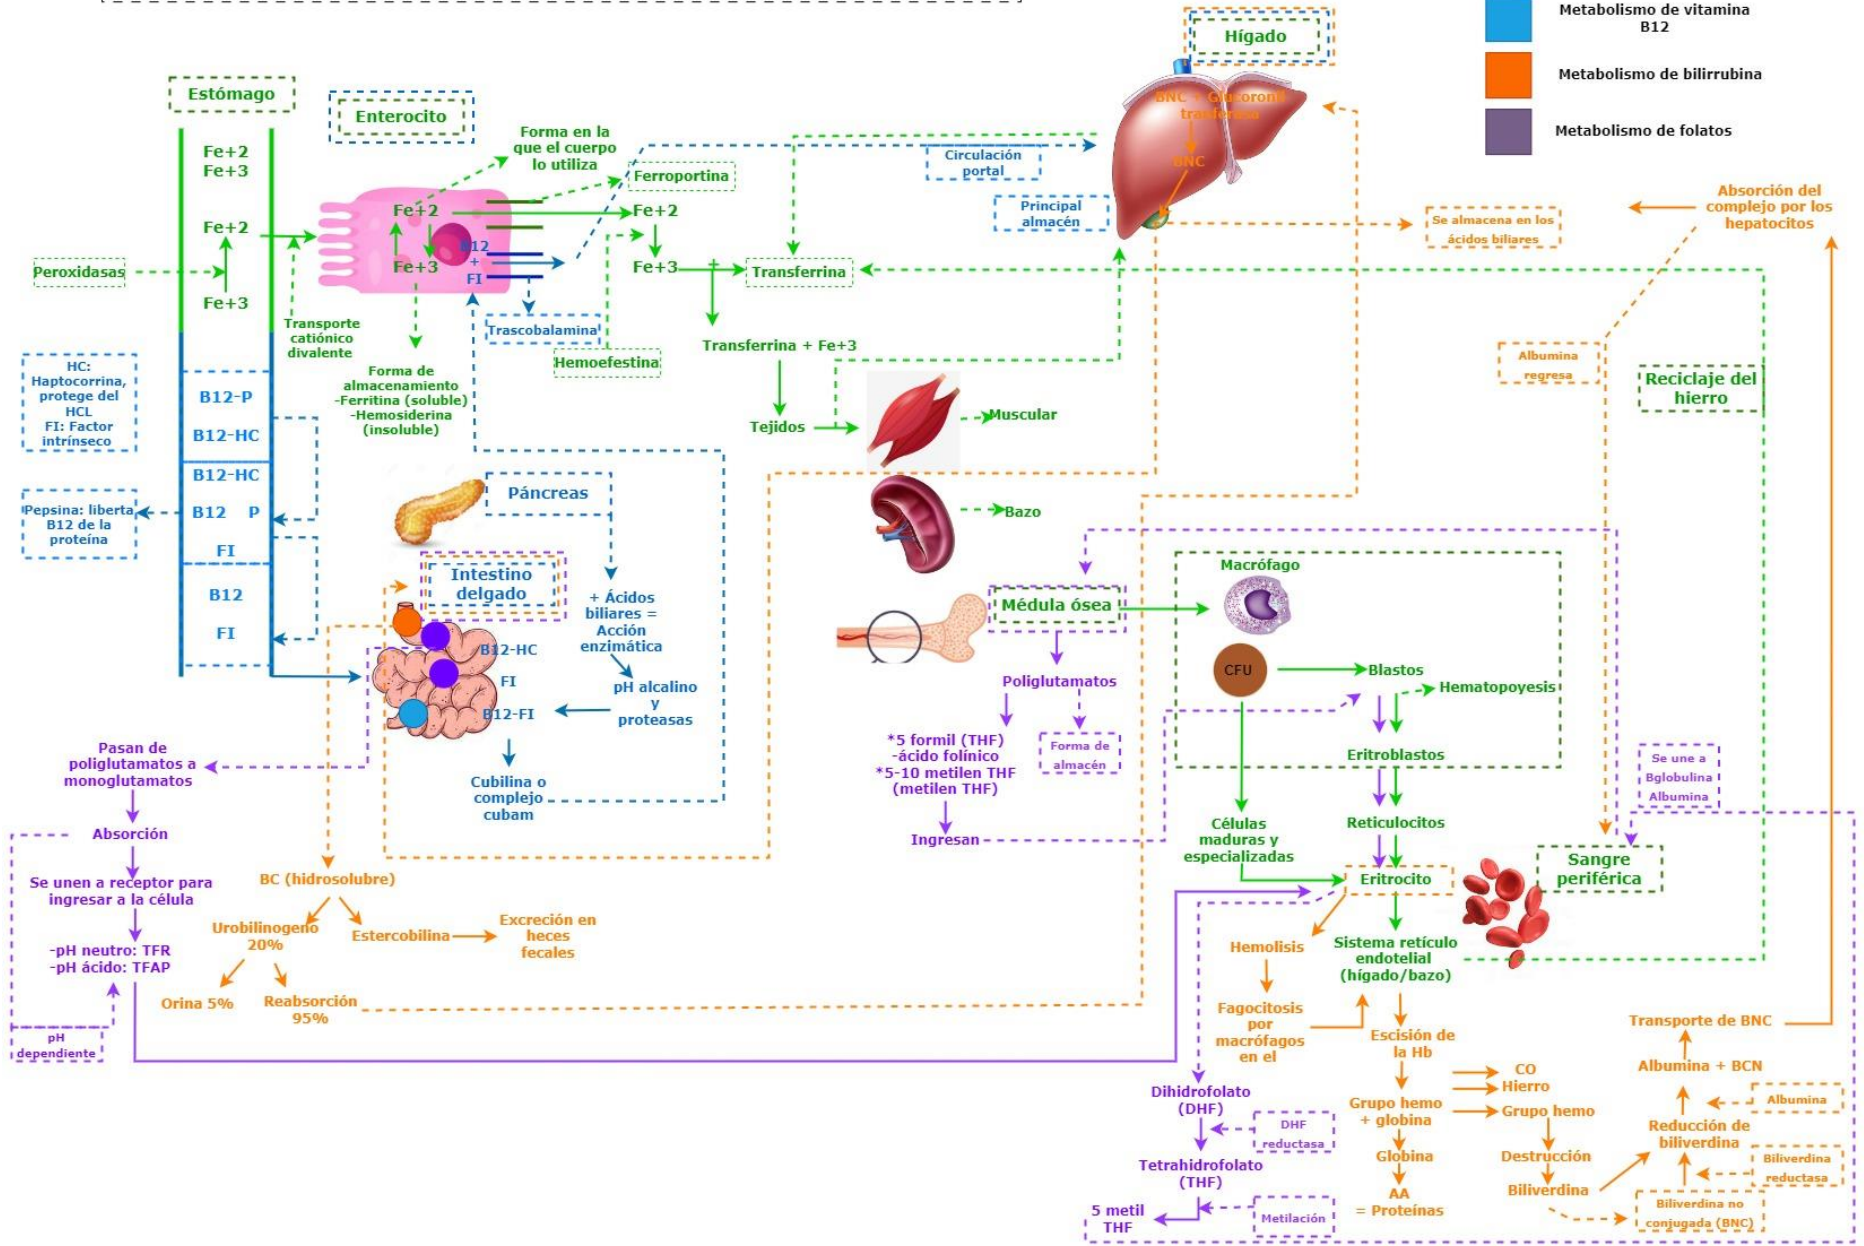 Metabolismo de vitamina
B12
Metabolismo de bilirrubina
Metabolismo de folatos
Hígado
BNC + Glucoronil
trasferasa
BNC
Estómago
Fe+2
Fe+3
Fe+2
Fe+3
Peroxidasas
Enterocito
Forma en la
que el cuerpo
lo utiliza
Ferroportina
Fe+2
Fe+3
B12
+
FI
Fe+2
Fe+3
+
Transferrina
Circulación
portal
Principal
almacén
Se almacena en los
ácidos biliares
Absorción del
complejo por los
hepatocitos
Transporte
catiónico
divalente
Trascobalamina
Hemoefestina
Forma de
almacenamiento
-Ferritina (soluble)
-Hemosiderina
(insoluble)
Transferrina + Fe+3
Tejidos
Muscular
Bazo
Albumina
regresa
Reciclaje del
hierro
HC:
Haptocorrina,
protege del
HCL
FI: Factor
intrínseco
B12-P
B12-HC
B12-HC
B12 P
FI
B12
FI
Pepsina: liberta
B12 de la
proteína
Páncreas
Intestino
delgado
+ Ácidos
biliares =
Acción
enzimática
pH alcalino
y
proteasas
B12-HC
FI
B12-FI
Cubilina o
complejo
cubam
Médula ósea
Poliglutamatos
*5 formil (THF)
-ácido folínico
*5-10 metilen THF
(metilen THF)
Forma de
almacén
Ingresan
Macrófago
CFU
Blastos
Hematopoyesis
Eritroblastos
Células
maduras y
especializadas
Reticulocitos
Eritrocito
Se une a
Bglobulina
Albumina
Sangre
periférica
Pasan de
poliglutamatos a
monoglutamatos
Absorción
Se unen a receptor para
ingresar a la célula
-pH neutro: TFR
-pH ácido: TFAP
pH
dependiente
BC (hidrosolubre)
Urobilinogeno
20%
Estercobilina
Excreción en
heces
fecales
Orina 5%
Reabsorción
95%
Hemolisis
Sistema retículo
endotelial
(hígado/bazo)
Fagocitosis
por
macrófagos
en el
Escisión de
la Hb
CO
Hierro
Grupo hemo
+ globina
Grupo hemo
Globina
AA
= Proteínas
Destrucción
Biliverdina
Transporte de BNC
Albumina + BCN
Albumina
Reducción de
biliverdina
Biliverdina
reductasa
Biliverdina no
conjugada (BNC)
Dihidrofolato
(DHF)
DHF
reductasa
Tetrahidrofolato
(THF)
5 metil
THF
Metilación